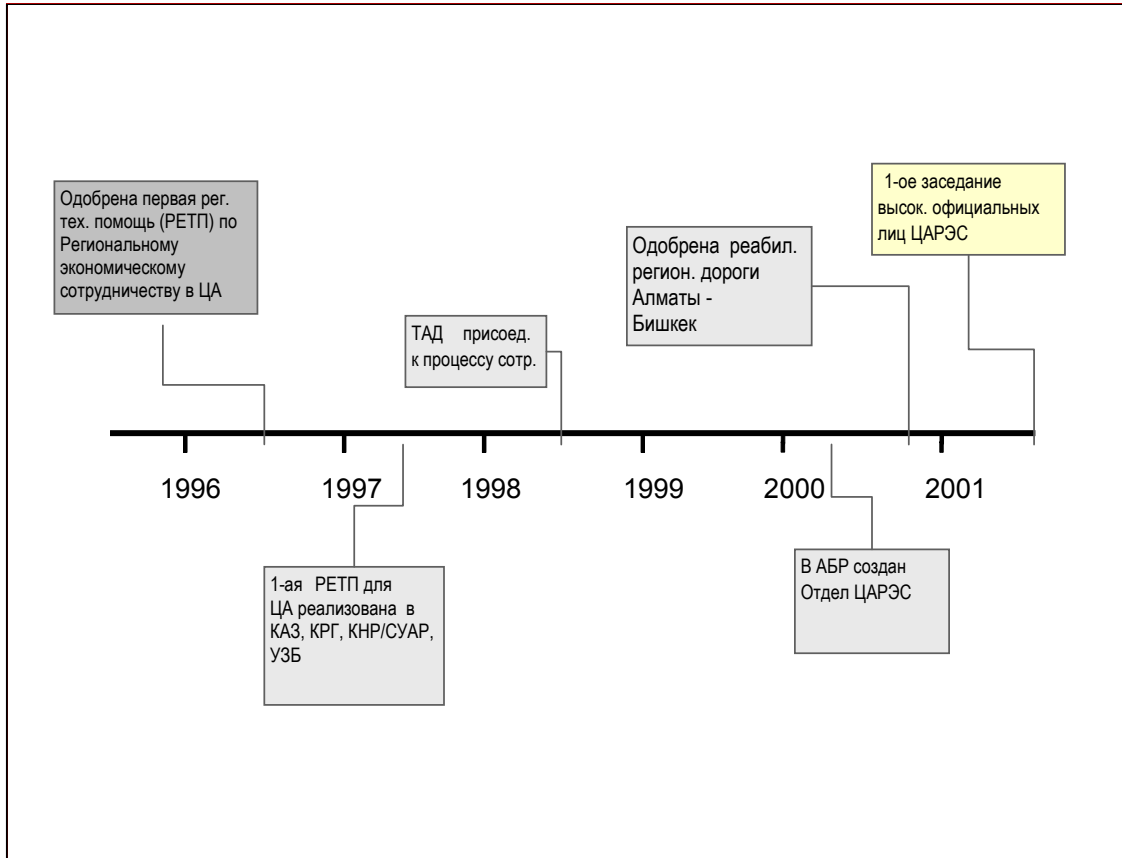 Одобрена первая рег.
тех. помощь (РЕТП) по
Региональному
экономическому
сотрудничеству в ЦА
ТАД присоед.
к процессу сотр.
Одобрена реабил.
регион. дороги
Алматы -
Бишкек
1-ое заседание
высок. официальных
лиц ЦАРЭС
1996 1997 1998 1999 2000 2001
1-ая РЕТП для
ЦА реализована в
КАЗ, КРГ, КНР/СУАР,
УЗБ
В АБР создан
Отдел ЦАРЭС